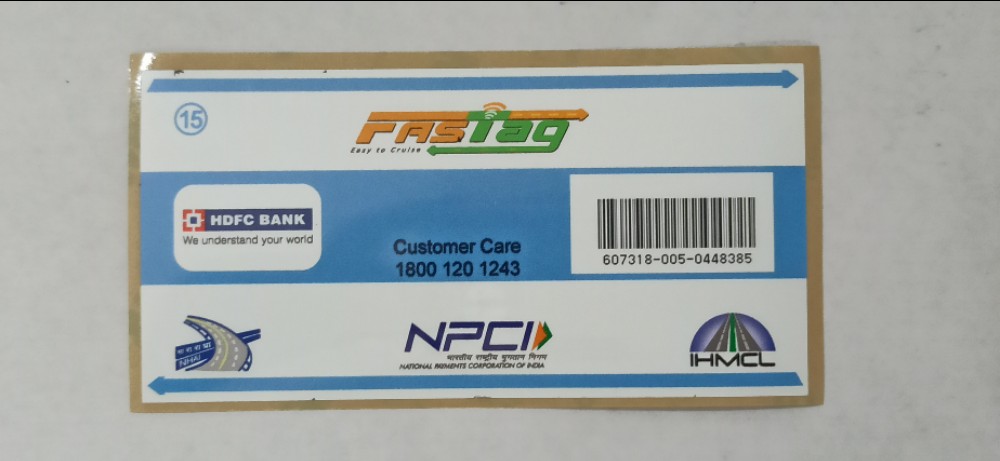 15
FASTag
Easy to Cruise
HDFC BANK
We understand your world
Customer Care
1800 120 1243
607318-005-0448385
NHAI
NPCI
भारतीय राष्ट्रीय भुगतान निगम
NATIONAL PAYMENTS CORPORATION OF INDIA
IHMCL